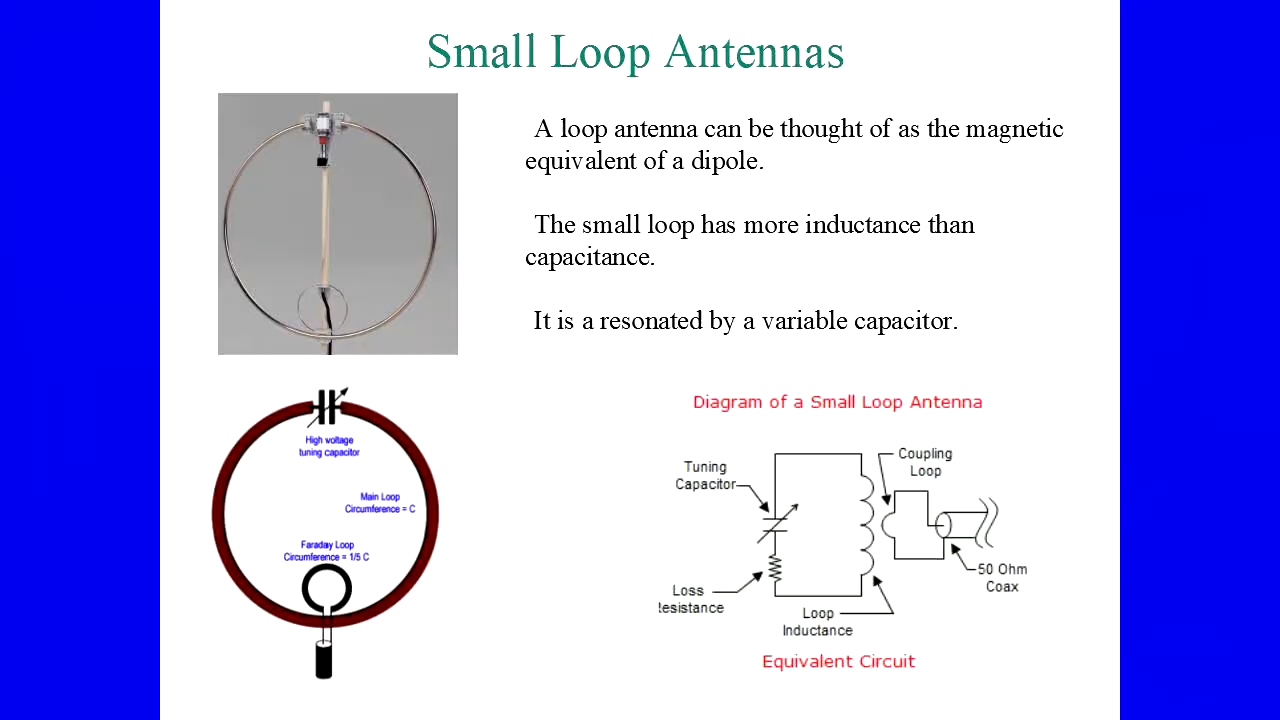 Small Loop Antennas
A loop antenna can be thought of as the magnetic
equivalent of a dipole.
The small loop has more inductance than
capacitance.
It is a resonated by a variable capacitor.
High voltage
tuning capacitor
Main Loop
Circumference = C
Faraday Loop
Circumference = 1/5 C
Diagram of a Small Loop Antenna
Tuning
Capacitor
Coupling
Loop
50 Ohm
Coax
Loss
esistance
Loop
Inductance
Equivalent Circuit